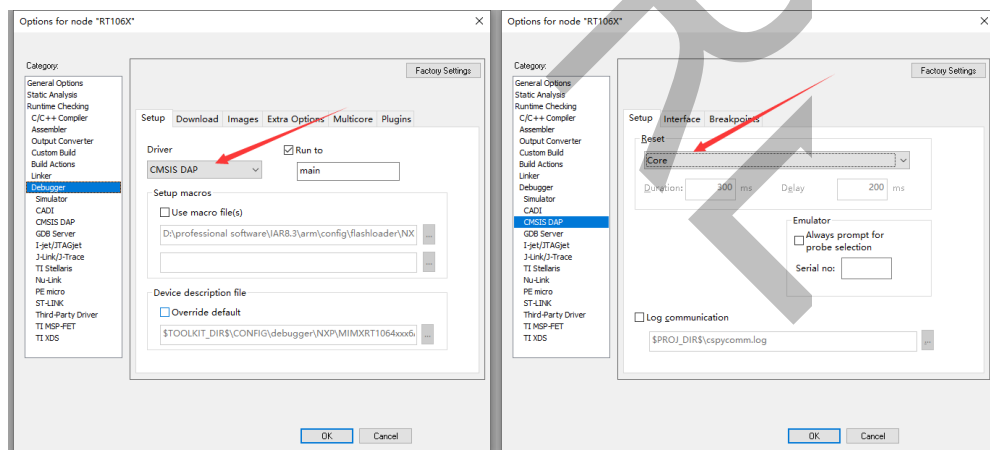 Options for node "RT106X"
Category:
General Options
Static Analysis
Runtime Checking
C/C++ Compiler
Assembler
Output Converter
Custom Build
Build Actions
Linker
Debugger
Simulator
CADI
CMSIS DAP
GDB Server
I-jet/JTAGjet
J-Link/J-Trace
TI Stellaris
Nu-Link
PE micro
ST-LINK
Third-Party Driver
TI MSP-FET
TI XDS
Factory Settings
Setup Download Images Extra Options Multicore Plugins
Driver
CMSIS DAP
Run to
main
Setup macros
Use macro file(s)
D:\professional software\IAR8.3\arm\config\flashloader\NX
...
...
Device description file
Override default
$TOOLKIT_DIR$\CONFIG\debugger\NXP\MIMXRT1064xxx6
...
OK Cancel
Options for node "RT106X"
Category:
General Options
Static Analysis
Runtime Checking
C/C++ Compiler
Assembler
Output Converter
Custom Build
Build Actions
Linker
Debugger
Simulator
CADI
CMSIS DAP
GDB Server
I-jet/JTAGjet
J-Link/J-Trace
TI Stellaris
Nu-Link
PE micro
ST-LINK
Third-Party Driver
TI MSP-FET
TI XDS
Factory Settings
Setup Interface Breakpoints
Reset
Core
Duration: 300 ms Delay 200 ms
Emulator
Always prompt for
probe selection
Serial no:
Log communication
$PROJ_DIR$\cspycomm.log
...
OK Cancel